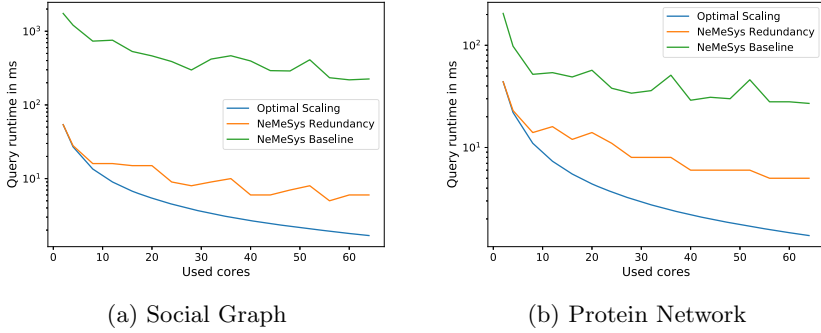 10³
10²
10¹
Query runtime in ms
Optimal Scaling
NeMeSys Redundancy
NeMeSys Baseline
0 10 20 30 40 50 60
Used cores
(a) Social Graph
10²
10¹
Query runtime in ms
Optimal Scaling
NeMeSys Redundancy
NeMeSys Baseline
0 10 20 30 40 50 60
Used cores
(b) Protein Network